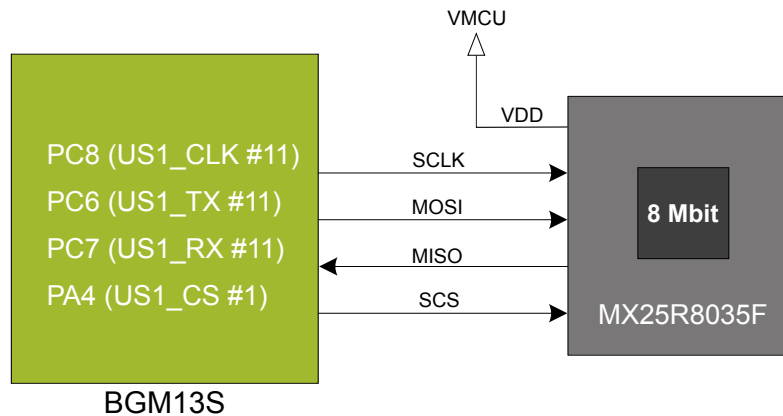 VMCU
VDD
PC8 (US1_CLK #11)
SCLK
PC6 (US1_TX #11)
MOSI
8 Mbit
PC7 (US1_RX #11)
MISO
PA4 (US1_CS #1)
SCS
MX25R8035F
BGM13S